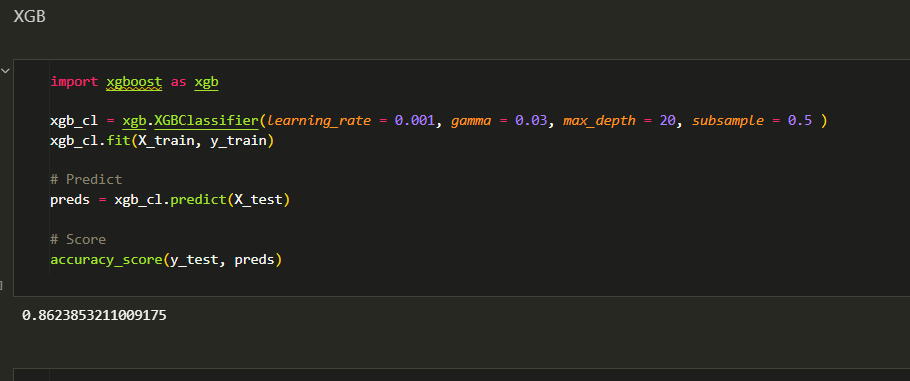 XGB
import xgboost as xgb
xgb_cl = xgb.XGBClassifier(learning_rate = 0.001, gamma = 0.03, max_depth = 20, subsample = 0.5 )
xgb_cl.fit(X_train, y_train)
# Predict
preds = xgb_cl.predict(X_test)
# Score
accuracy_score(y_test, preds)
]
0.8623853211009175